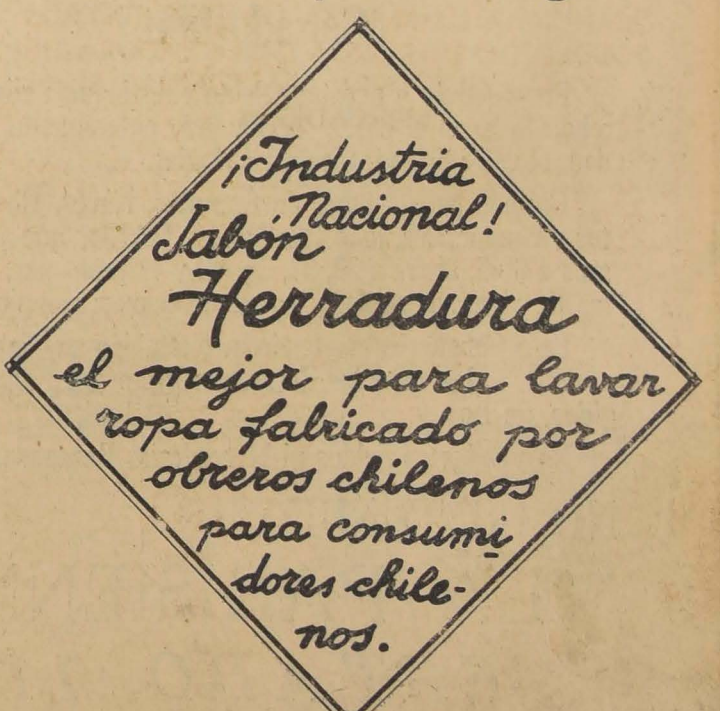 ¡Industria
Nacional!
Jabón
Herradura
el mejor para lavar
ropa fabricado por
obreros chilenos
para consumi
dores chile-
nos.